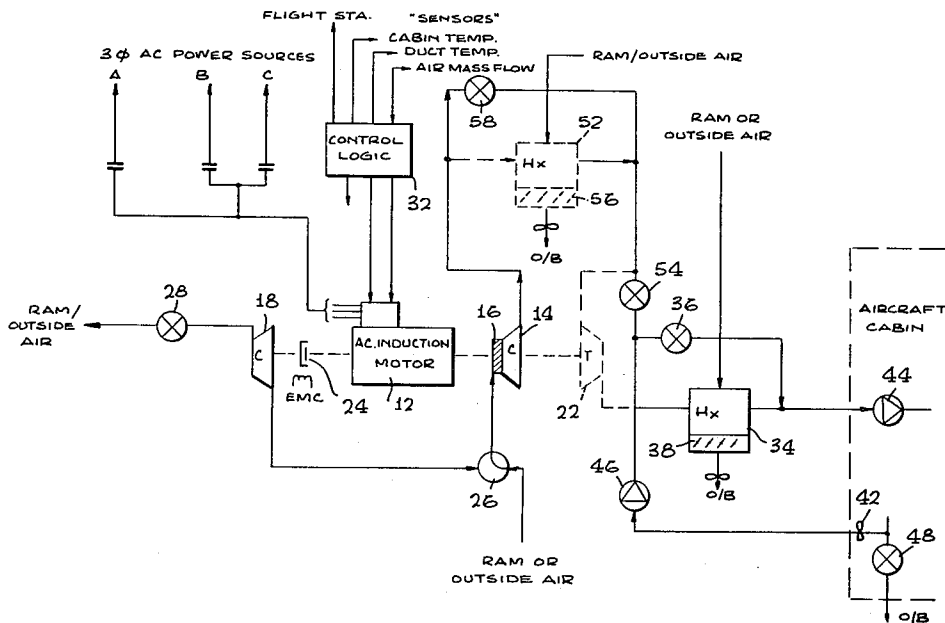 FLIGHT STA.
"SENSORS"
CABIN TEMP.
DUCT TEMP.
AIR MASS FLOW
3φ AC POWER SOURCES
A B C
RAM/OUTSIDE AIR
58
52
RAM OR
OUTSIDE AIR
CONTROL
LOGIC
32
Hx
56
O/B
54
36
AIRCRAFT
CABIN
28
18
RAM/
OUTSIDE
AIR
C
EMC
24
A.C. INDUCTION
MOTOR
12
16
14
C
T
22
Hx
38
34
O/B
44
46
26
42
48
RAM OR
OUTSIDE AIR
O/B